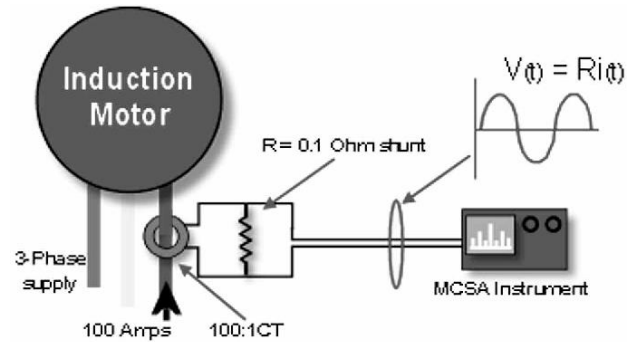 Induction
Motor
V(t) = Ri(t)
R = 0.1 Ohm shunt
3-Phase
supply
100 Amps
100:1CT
MCSA Instrument